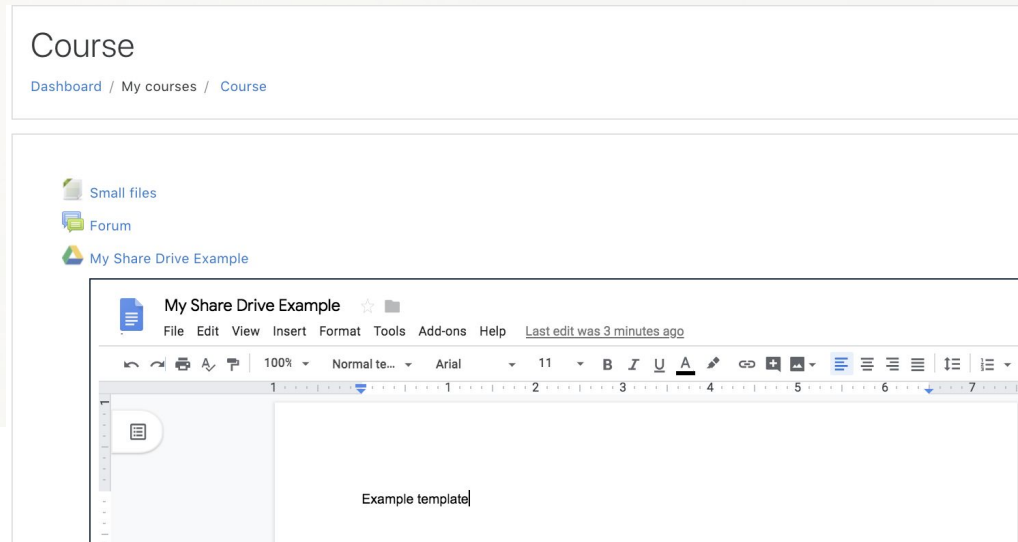 Course
Dashboard / My courses / Course
Small files
Forum
My Share Drive Example
My Share Drive Example
File Edit View Insert Format Tools Add-ons Help Last edit was 3 minutes ago
100% Normal te... Arial 11 B I U A
1 1 2 3 4 5 6 7
1
Example template